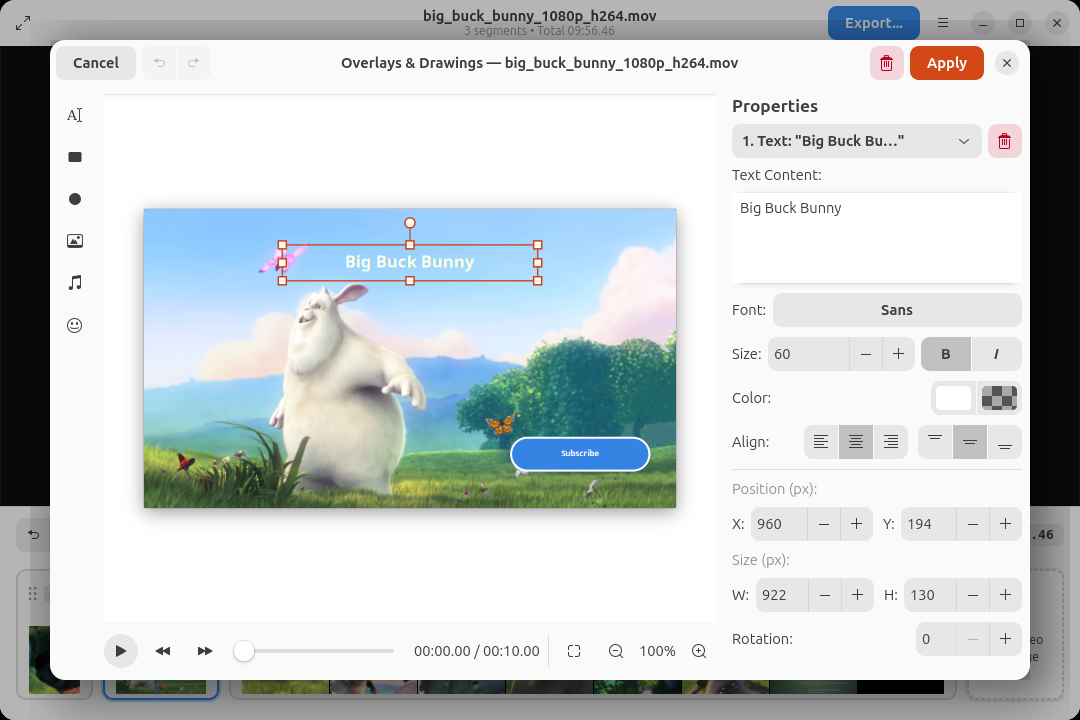 big_buck_bunny_1080p_h264.mov
3 segments • Total 09:56.46
Export...
Cancel
Overlays & Drawings — big_buck_bunny_1080p_h264.mov
Apply
Properties
1. Text: "Big Buck Bu..."
Text Content:
Big Buck Bunny
Big Buck Bunny
Font:
Sans
Size:
60
B
I
Color:
Align:
Subscribe
Position (px):
X:
960
Y:
194
Size (px):
W:
922
H:
130
Rotation:
0
00:00.00 / 00:10.00
100%
.46